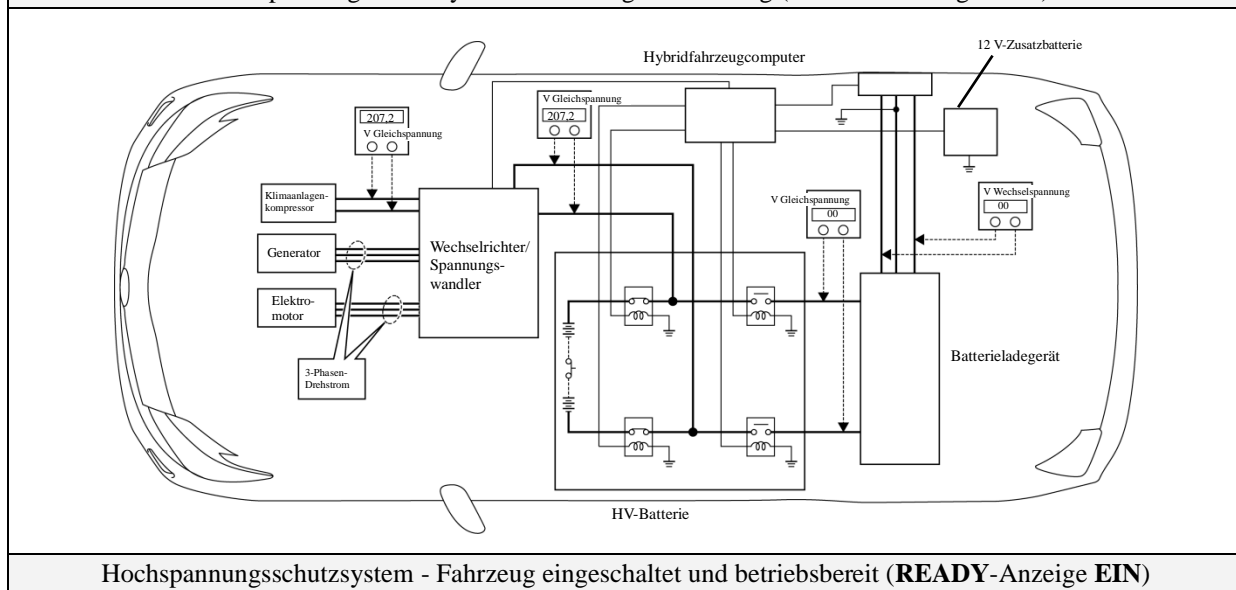 12 V-Zusatzbatterie
Hybridfahrzeugcomputer
V Gleichspannung
207,2
207,2
V Gleichspannung
V Wechselspannung
00
V Gleichspannung
00
Klimaanlagen-
kompressor
Generator
Wechselrichter/
Spannungs-
wandler
Elektro-
motor
3-Phasen-
Drehstrom
Batterieladegerät
HV-Batterie
Hochspannungsschutzsystem - Fahrzeug eingeschaltet und betriebsbereit (READY-Anzeige EIN)